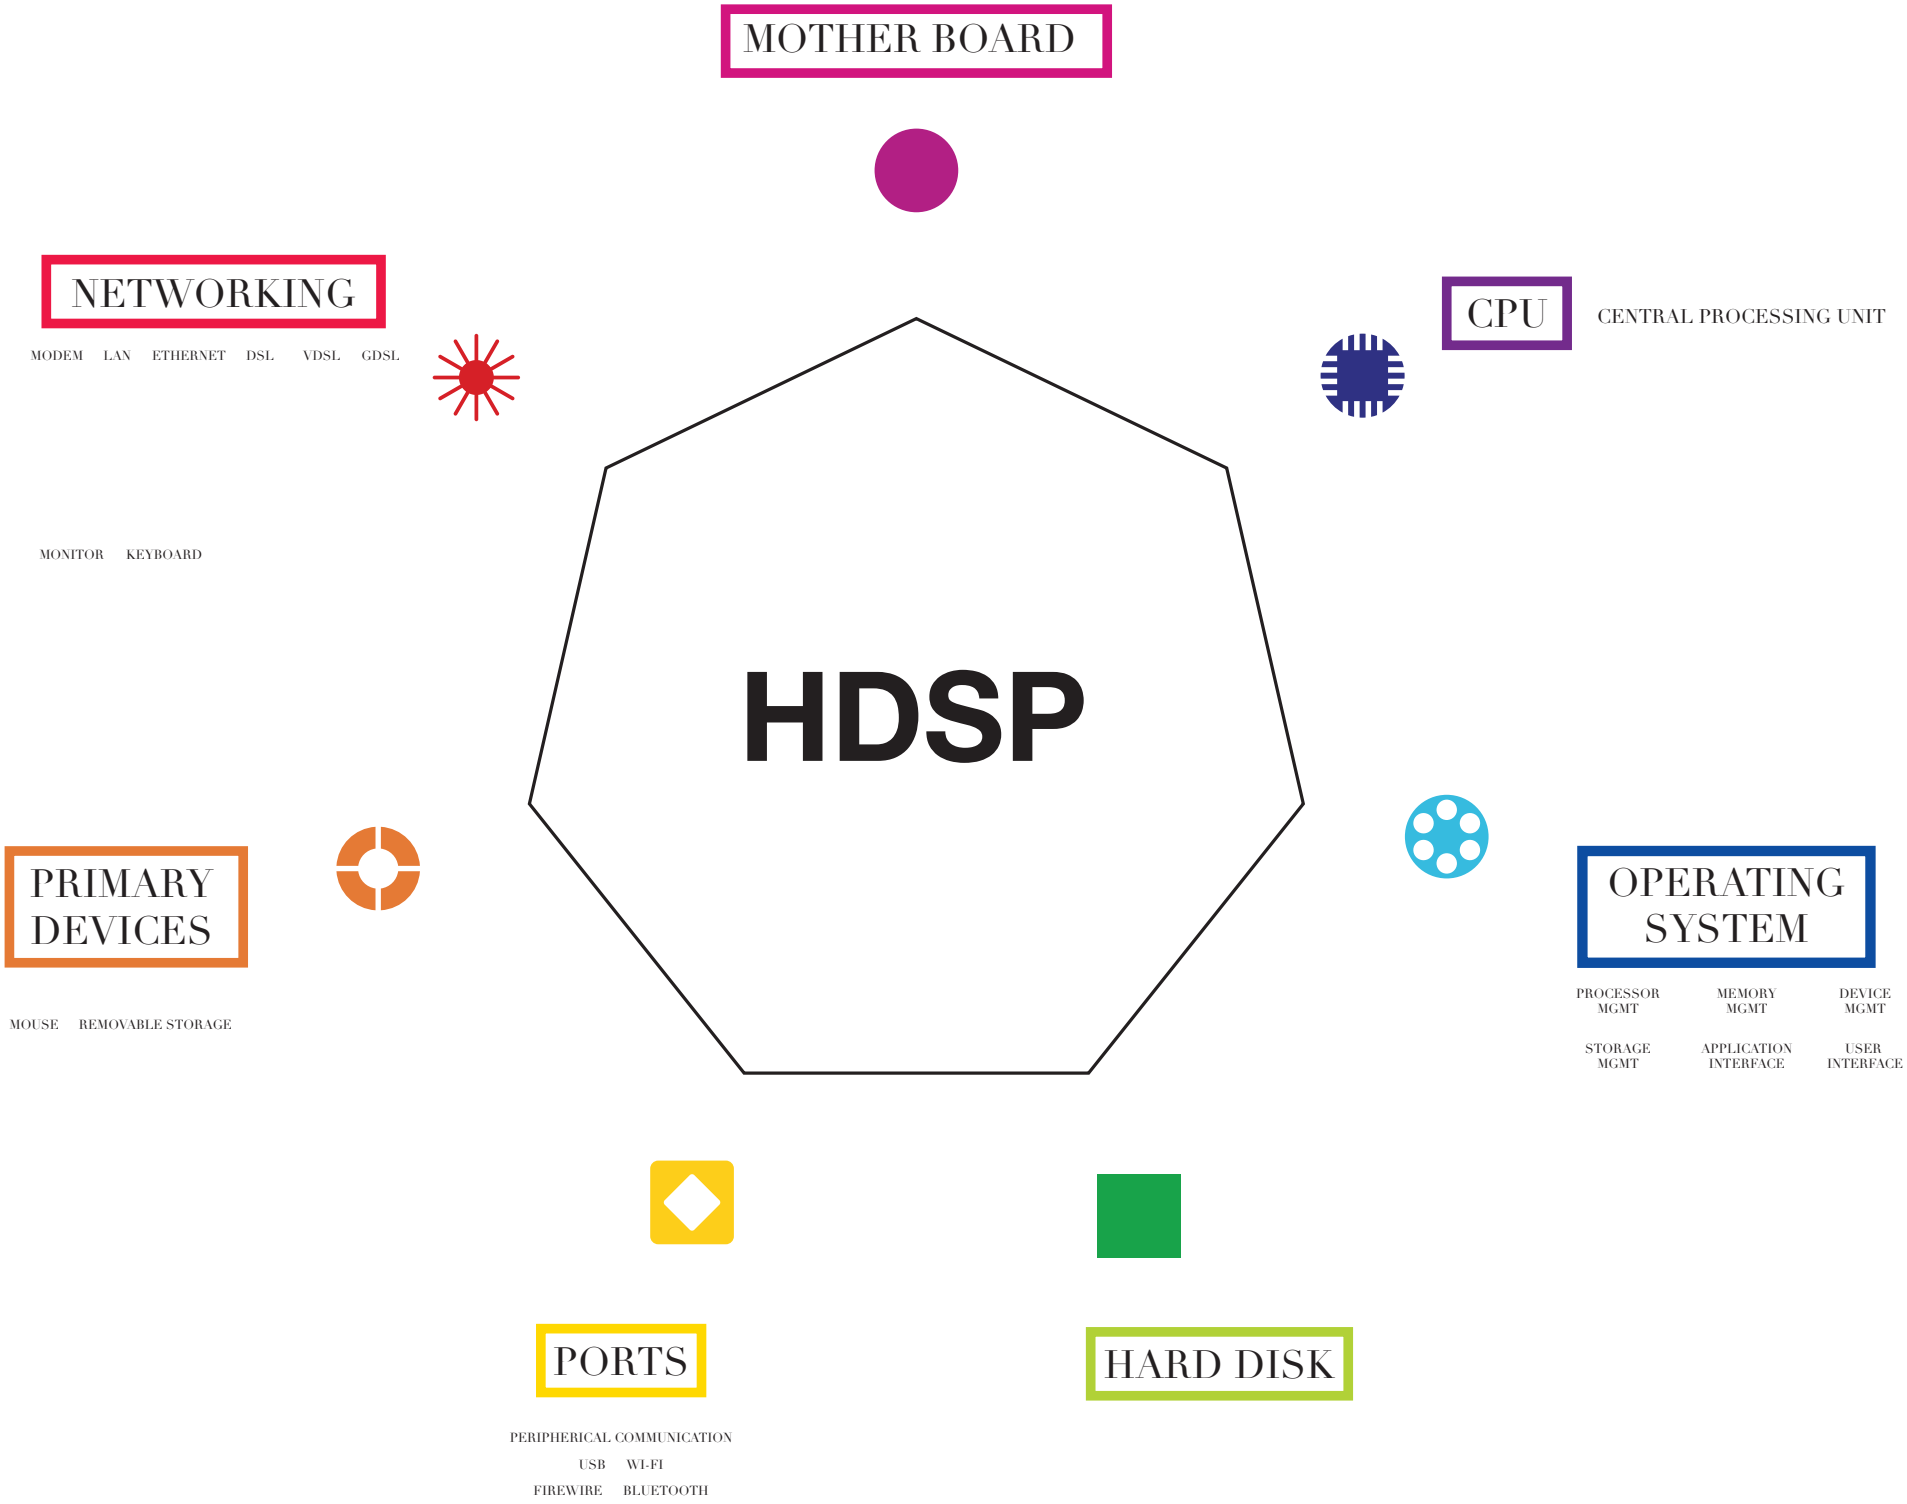 MOTHER BOARD
NETWORKING
MODEM LAN ETHERNET DSL VDSL GDSL
CPU
CENTRAL PROCESSING UNIT
MONITOR KEYBOARD
HDSP
PRIMARY
DEVICES
MOUSE REMOVABLE STORAGE
OPERATING
SYSTEM
PROCESSOR MEMORY DEVICE
MGMT MGMT MGMT
STORAGE APPLICATION USER
MGMT INTERFACE INTERFACE
PORTS
PERIPHERICAL COMMUNICATION
USB WI-FI
FIREWIRE BLUETOOTH
HARD DISK